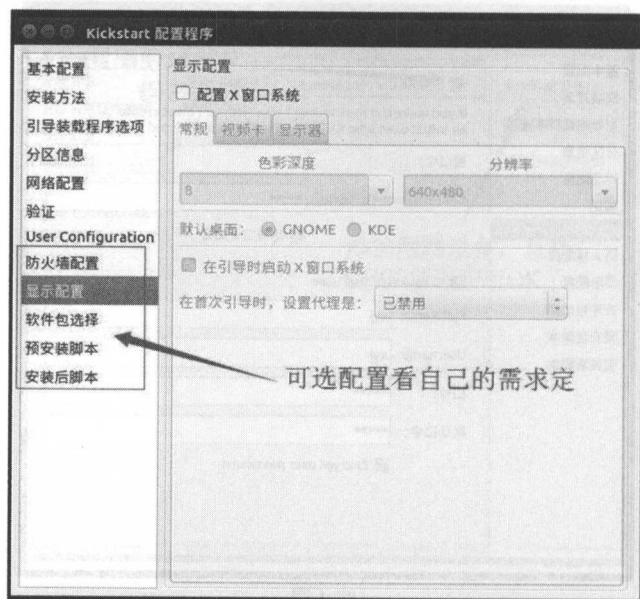 Kickstart 配置程序
基本配置
安装方法
引导装载程序选项
分区信息
网络配置
验证
User Configuration
防火墙配置
显示配置
软件包选择
预安装脚本
安装后脚本
显示配置
配置 X 窗口系统
常规 视频卡 显示器
色彩深度 分辨率
8 640x480
默认桌面： GNOME KDE
在引导时启动 X 窗口系统
在首次引导时，设置代理是： 已禁用
可选配置看自己的需求定